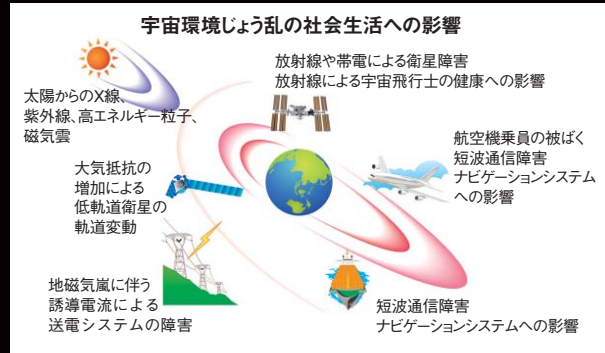 宇宙環境じょう乱の社会生活への影響
放射線や帯電による衛星障害
放射線による宇宙飛行士の健康への影響
太陽からのX線、
紫外線、高エネルギー粒子、
磁気雲
航空機乗員の被ばく
短波通信障害
ナビゲーションシステム
への影響
大気抵抗の
増加による
低軌道衛星の
軌道変動
地磁気嵐に伴う
誘導電流による
送電システムの障害
短波通信障害
ナビゲーションシステムへの影響